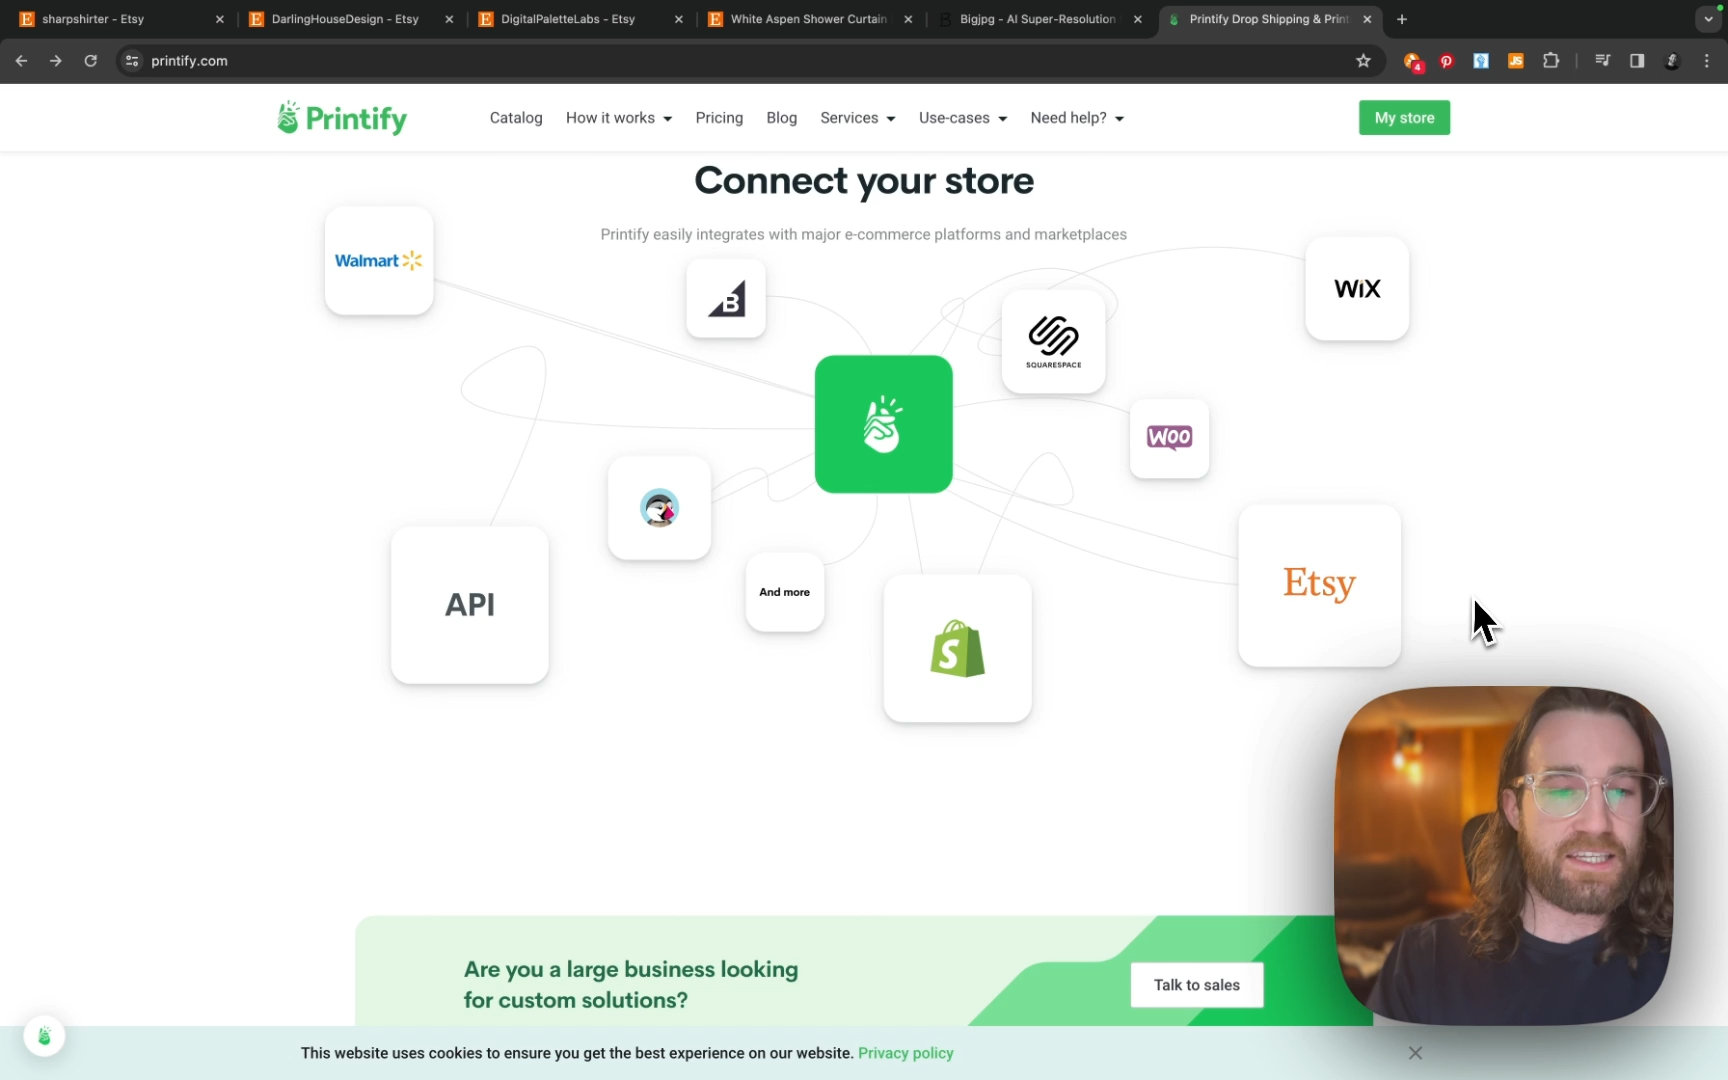 sharpshirter - Etsy
DarlingHouseDesign - Etsy
DigitalPaletteLabs - Etsy
White Aspen Shower Curtain
Bigjpg - AI Super-Resolution
Printify Drop Shipping & Print
printify.com
4
JS
Printify
Catalog
How it works
Pricing
Blog
Services
Use-cases
Need help?
My store
Connect your store
Printify easily integrates with major e-commerce platforms and marketplaces
Walmart
B
SQUARESPACE
WiX
WOO
API
And more
S
Etsy
Are you a large business looking
for custom solutions?
Talk to sales
This website uses cookies to ensure you get the best experience on our website. Privacy policy